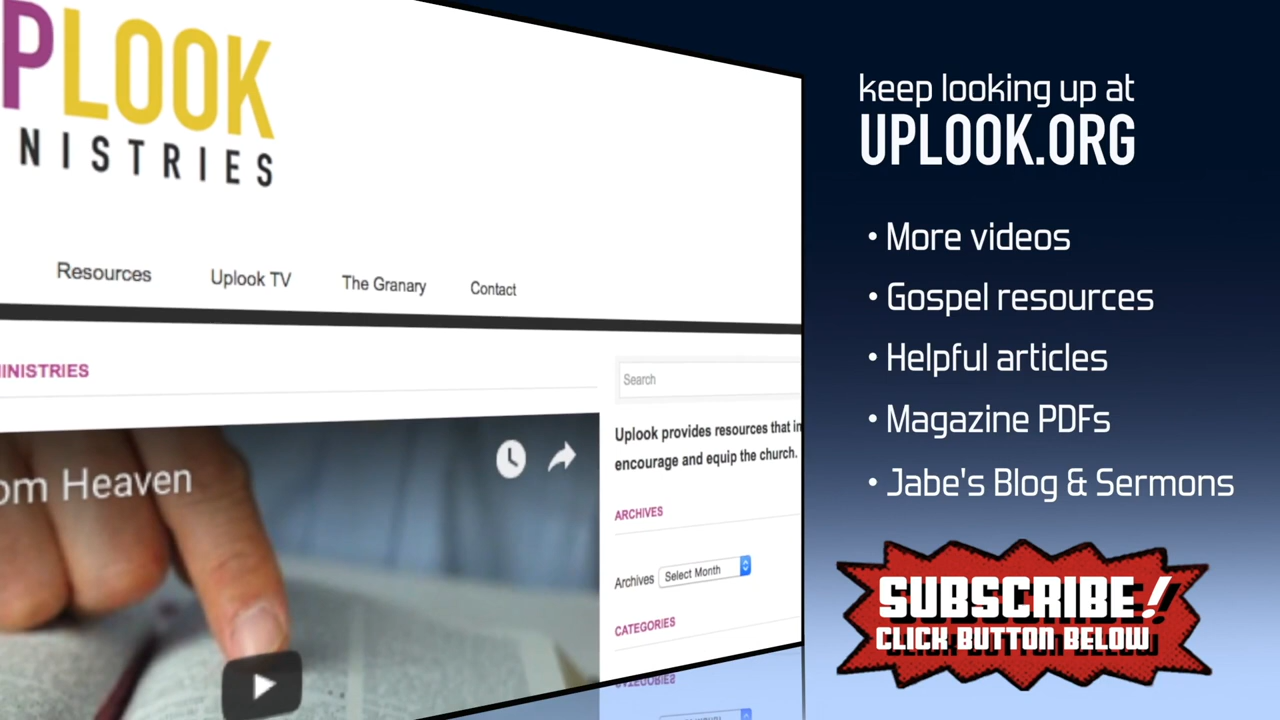 PLOOK
NISTRIES
Resources
Uplook TV
The Granary
Contact
INISTRIES
Search
Uplook provides resources that in
encourage and equip the church.
om Heaven
ARCHIVES
Archives
Select Month
CATEGORIES
CATEGORIES
keep looking up at
UPLOOK.ORG
• More videos
• Gospel resources
• Helpful articles
• Magazine PDFs
• Jabe's Blog & Sermons
SUBSCRIBE!
CLICK BUTTON BELOW